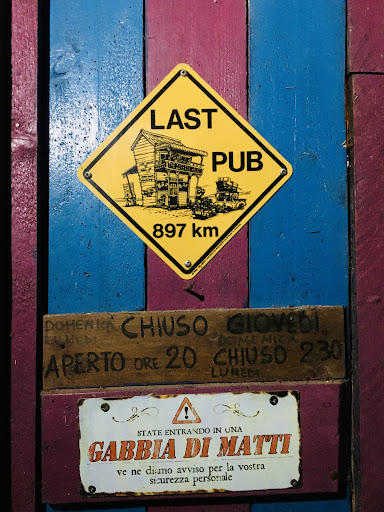 LAST
PUB
897 km
DOMENICA CHIUSO GIOVEDI
LUNEDI DOMENICA
APERTO ORE 20 CHIUSO 230
LUNEDI
STATE ENTRANDO IN UNA
GABBIA DI MATTI
ve ne diamo avviso per la vostra
sicurezza personale